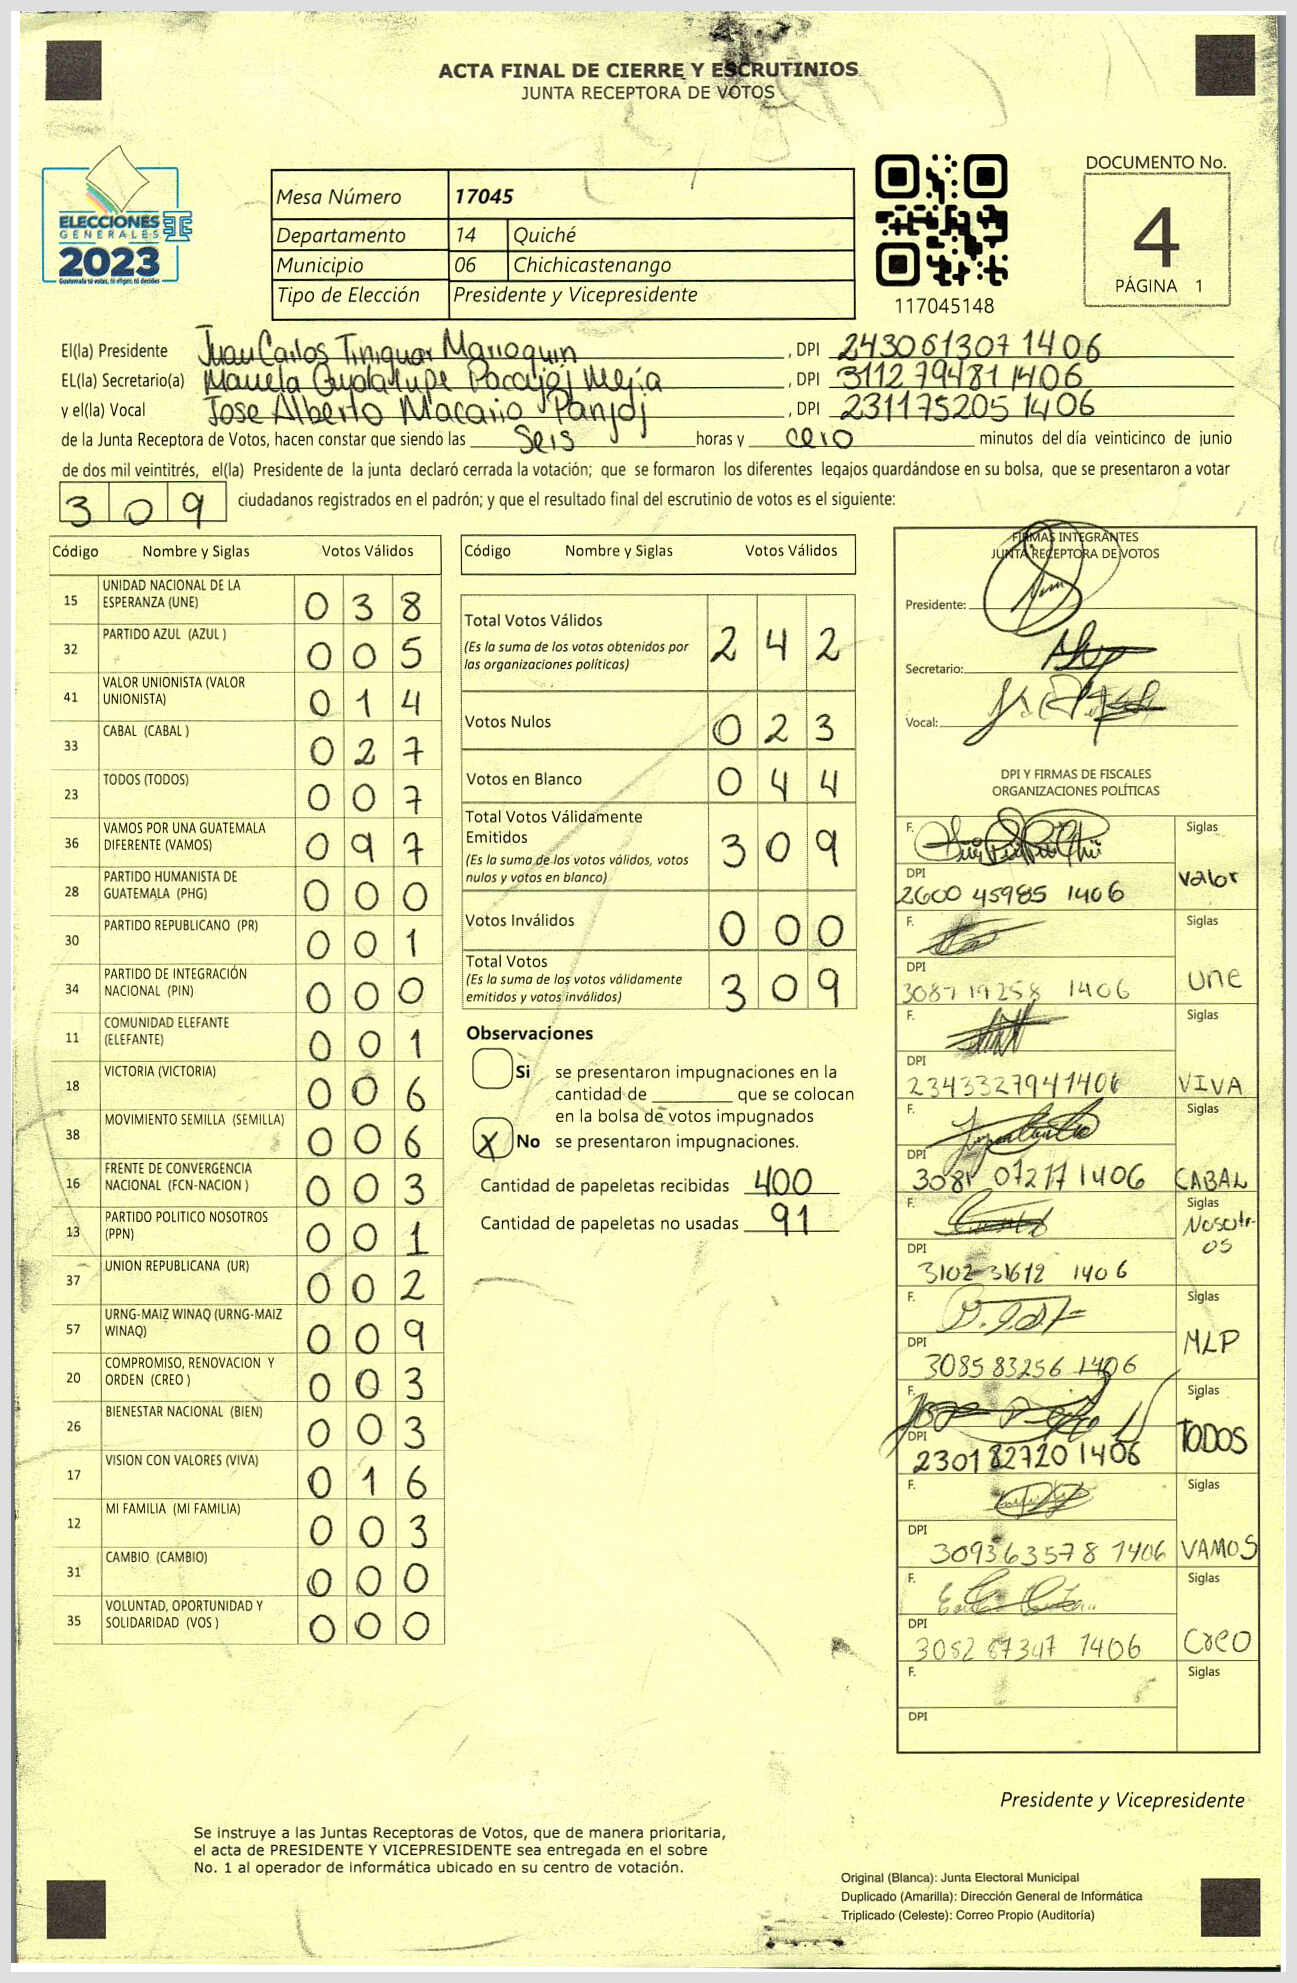 ACTA FINAL DE CIERRE Y ESCRUTINIOS
JUNTA RECEPTORA DE VOTOS
ELECCIONES
GENERALES
2023
Guatemala tú votas, tú eliges, tú decides
Mesa Número 17045
Departamento 14 Quiché
Municipio 06 Chichicastenango
Tipo de Elección Presidente y Vicepresidente
117045148
DOCUMENTO No.
4
PÁGINA 1
El(la) Presidente Juan Carlos Tiniguar Marroquin, DPI 243061307 1406
EL(la) Secretario(a) Manuela Guadalupe Pacajoj Mejía, DPI 3112 79481 1406
y el(la) Vocal Jose Alberto Macario Panjoj, DPI 231175205 1406
de la Junta Receptora de Votos, hacen constar que siendo las seis horas y cero minutos del día veinticinco de junio
de dos mil veintitrés, el(la) Presidente de la junta declaró cerrada la votación; que se formaron los diferentes legajos guardándose en su bolsa, que se presentaron a votar
3 0 9 ciudadanos registrados en el padrón; y que el resultado final del escrutinio de votos es el siguiente:
Código Nombre y Siglas Votos Válidos
15 UNIDAD NACIONAL DE LA
ESPERANZA (UNE) 0 3 8
32 PARTIDO AZUL (AZUL ) 0 0 5
41 VALOR UNIONISTA (VALOR
UNIONISTA) 0 1 4
33 CABAL (CABAL ) 0 2 7
23 TODOS (TODOS) 0 0 7
36 VAMOS POR UNA GUATEMALA
DIFERENTE (VAMOS) 0 9 7
28 PARTIDO HUMANISTA DE
GUATEMALA (PHG) 0 0 0
30 PARTIDO REPUBLICANO (PR) 0 0 1
34 PARTIDO DE INTEGRACIÓN
NACIONAL (PIN) 0 0 0
11 COMUNIDAD ELEFANTE
(ELEFANTE) 0 0 1
18 VICTORIA (VICTORIA) 0 0 6
38 MOVIMIENTO SEMILLA (SEMILLA) 0 0 6
16 FRENTE DE CONVERGENCIA
NACIONAL (FCN-NACION ) 0 0 3
13 PARTIDO POLITICO NOSOTROS
(PPN) 0 0 1
37 UNION REPUBLICANA (UR) 0 0 2
57 URNG-MAIZ WINAQ (URNG-MAIZ
WINAQ) 0 0 9
20 COMPROMISO, RENOVACION Y
ORDEN (CREO ) 0 0 3
26 BIENESTAR NACIONAL (BIEN) 0 0 3
17 VISION CON VALORES (VIVA) 0 1 6
12 MI FAMILIA (MI FAMILIA) 0 0 3
31 CAMBIO (CAMBIO) 0 0 0
35 VOLUNTAD, OPORTUNIDAD Y
SOLIDARIDAD (VOS ) 0 0 0
Código Nombre y Siglas Votos Válidos
Total Votos Válidos 2 4 2
(Es la suma de los votos obtenidos por
las organizaciones políticas)
Votos Nulos 0 2 3
Votos en Blanco 0 4 4
Total Votos Válidamente
Emitidos 3 0 9
(Es la suma de los votos válidos, votos
nulos y votos en blanco)
Votos Inválidos 0 0 0
Total Votos 3 0 9
(Es la suma de los votos válidamente
emitidos y votos inválidos)
Observaciones
Si se presentaron impugnaciones en la
cantidad de ________ que se colocan
en la bolsa de votos impugnados
X No se presentaron impugnaciones.
Cantidad de papeletas recibidas 400
Cantidad de papeletas no usadas 91
FIRMAS INTEGRANTES
JUNTA RECEPTORA DE VOTOS
Presidente:
Secretario:
Vocal:
DPI Y FIRMAS DE FISCALES
ORGANIZACIONES POLÍTICAS
F. Siglas
DPI valor
2600 45985 1406
F. Siglas
DPI UNE
3087 19258 1406
F. Siglas
DPI
2343327941406 VIVA
F. Siglas
DPI
3081 07277 1406 CABAL
F. Siglas
Nosotr-
os
DPI
3102 31612 1406
F. Siglas
DPI MLP
3085 83256 1406
F. Siglas
DPI TODOS
2301 82720 1406
F. Siglas
DPI
3093 63578 1406 VAMOS
F. Siglas
DPI
3052 87347 1406 Creo
F. Siglas
DPI
Presidente y Vicepresidente
Se instruye a las Juntas Receptoras de Votos, que de manera prioritaria,
el acta de PRESIDENTE Y VICEPRESIDENTE sea entregada en el sobre
No. 1 al operador de informática ubicado en su centro de votación.
Original (Blanca): Junta Electoral Municipal
Duplicado (Amarilla): Dirección General de Informática
Triplicado (Celeste): Correo Propio (Auditoría)